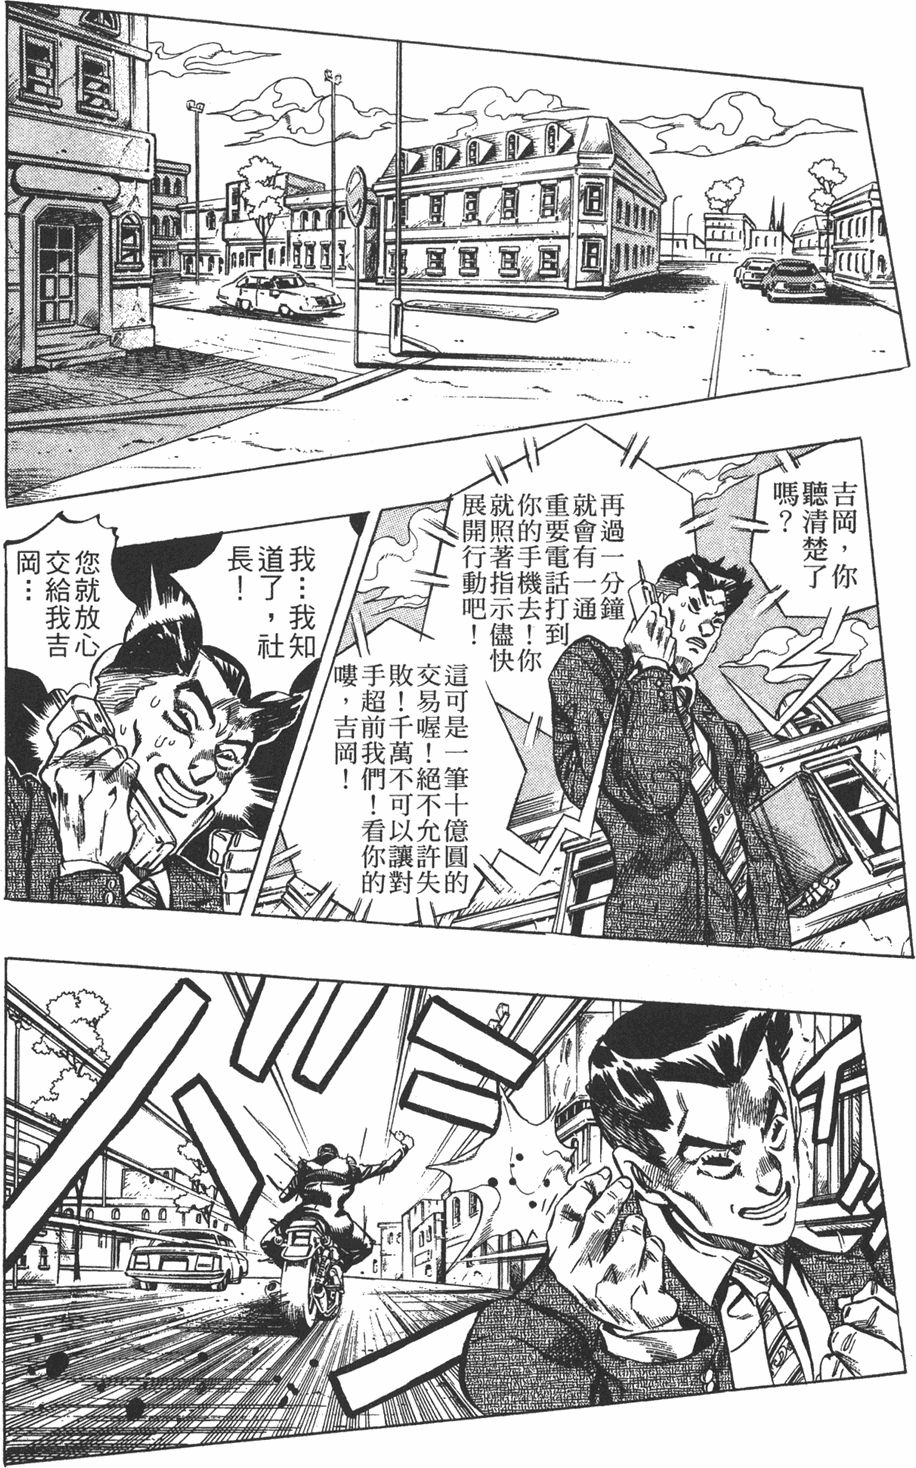 吉岡，你
聽清楚了
嗎？
再過一分鐘
就會有一通
重要電話打到
你的手機去！你
就照著指示儘快
展開行動吧！
這可是一筆十億圓的
交易喔！絕不允許失
敗！千萬不可以讓對
手超前我們！看你的
嘍，吉岡！
我…我知
道了，社
長！
您就放心
交給我吉
岡…